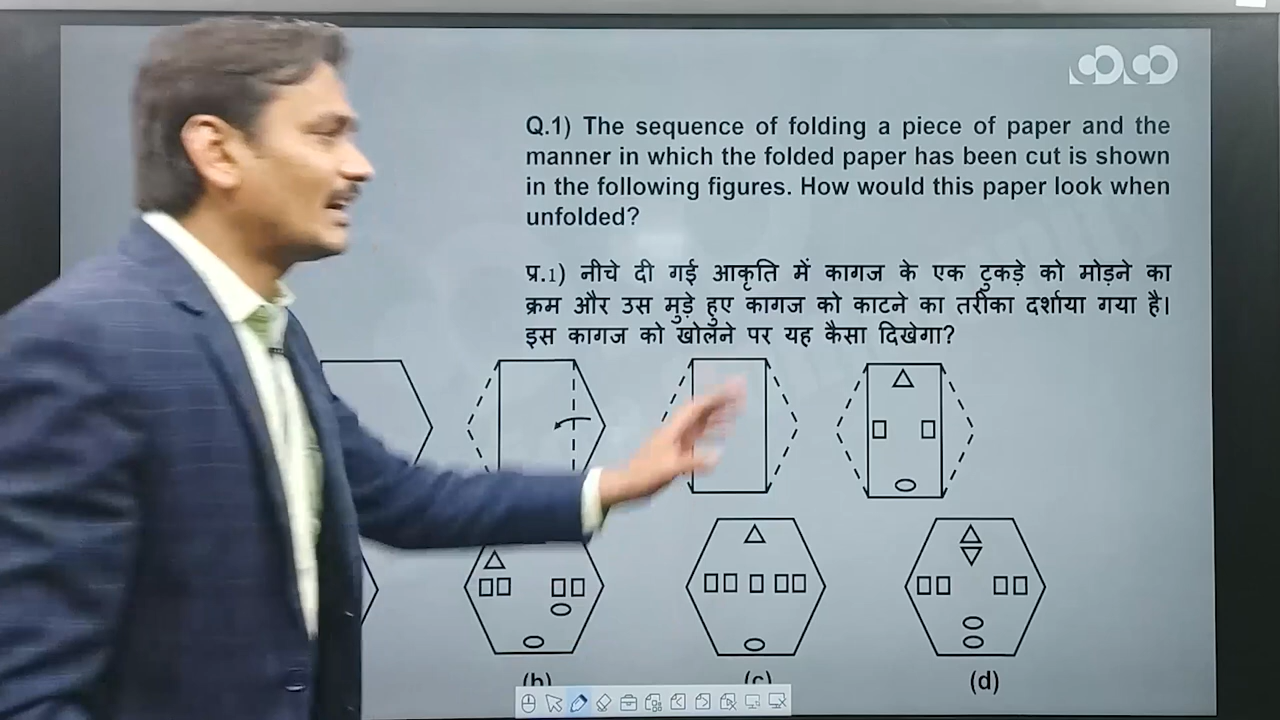 Q.1) The sequence of folding a piece of paper and the
manner in which the folded paper has been cut is shown
in the following figures. How would this paper look when
unfolded?
प्र.1) नीचे दी गई आकृति में कागज के एक टुकड़े को मोड़ने का
क्रम और उस मुड़े हुए कागज को काटने का तरीका दर्शाया गया है।
इस कागज को खोलने पर यह कैसा दिखेगा?
(b) (c) (d)